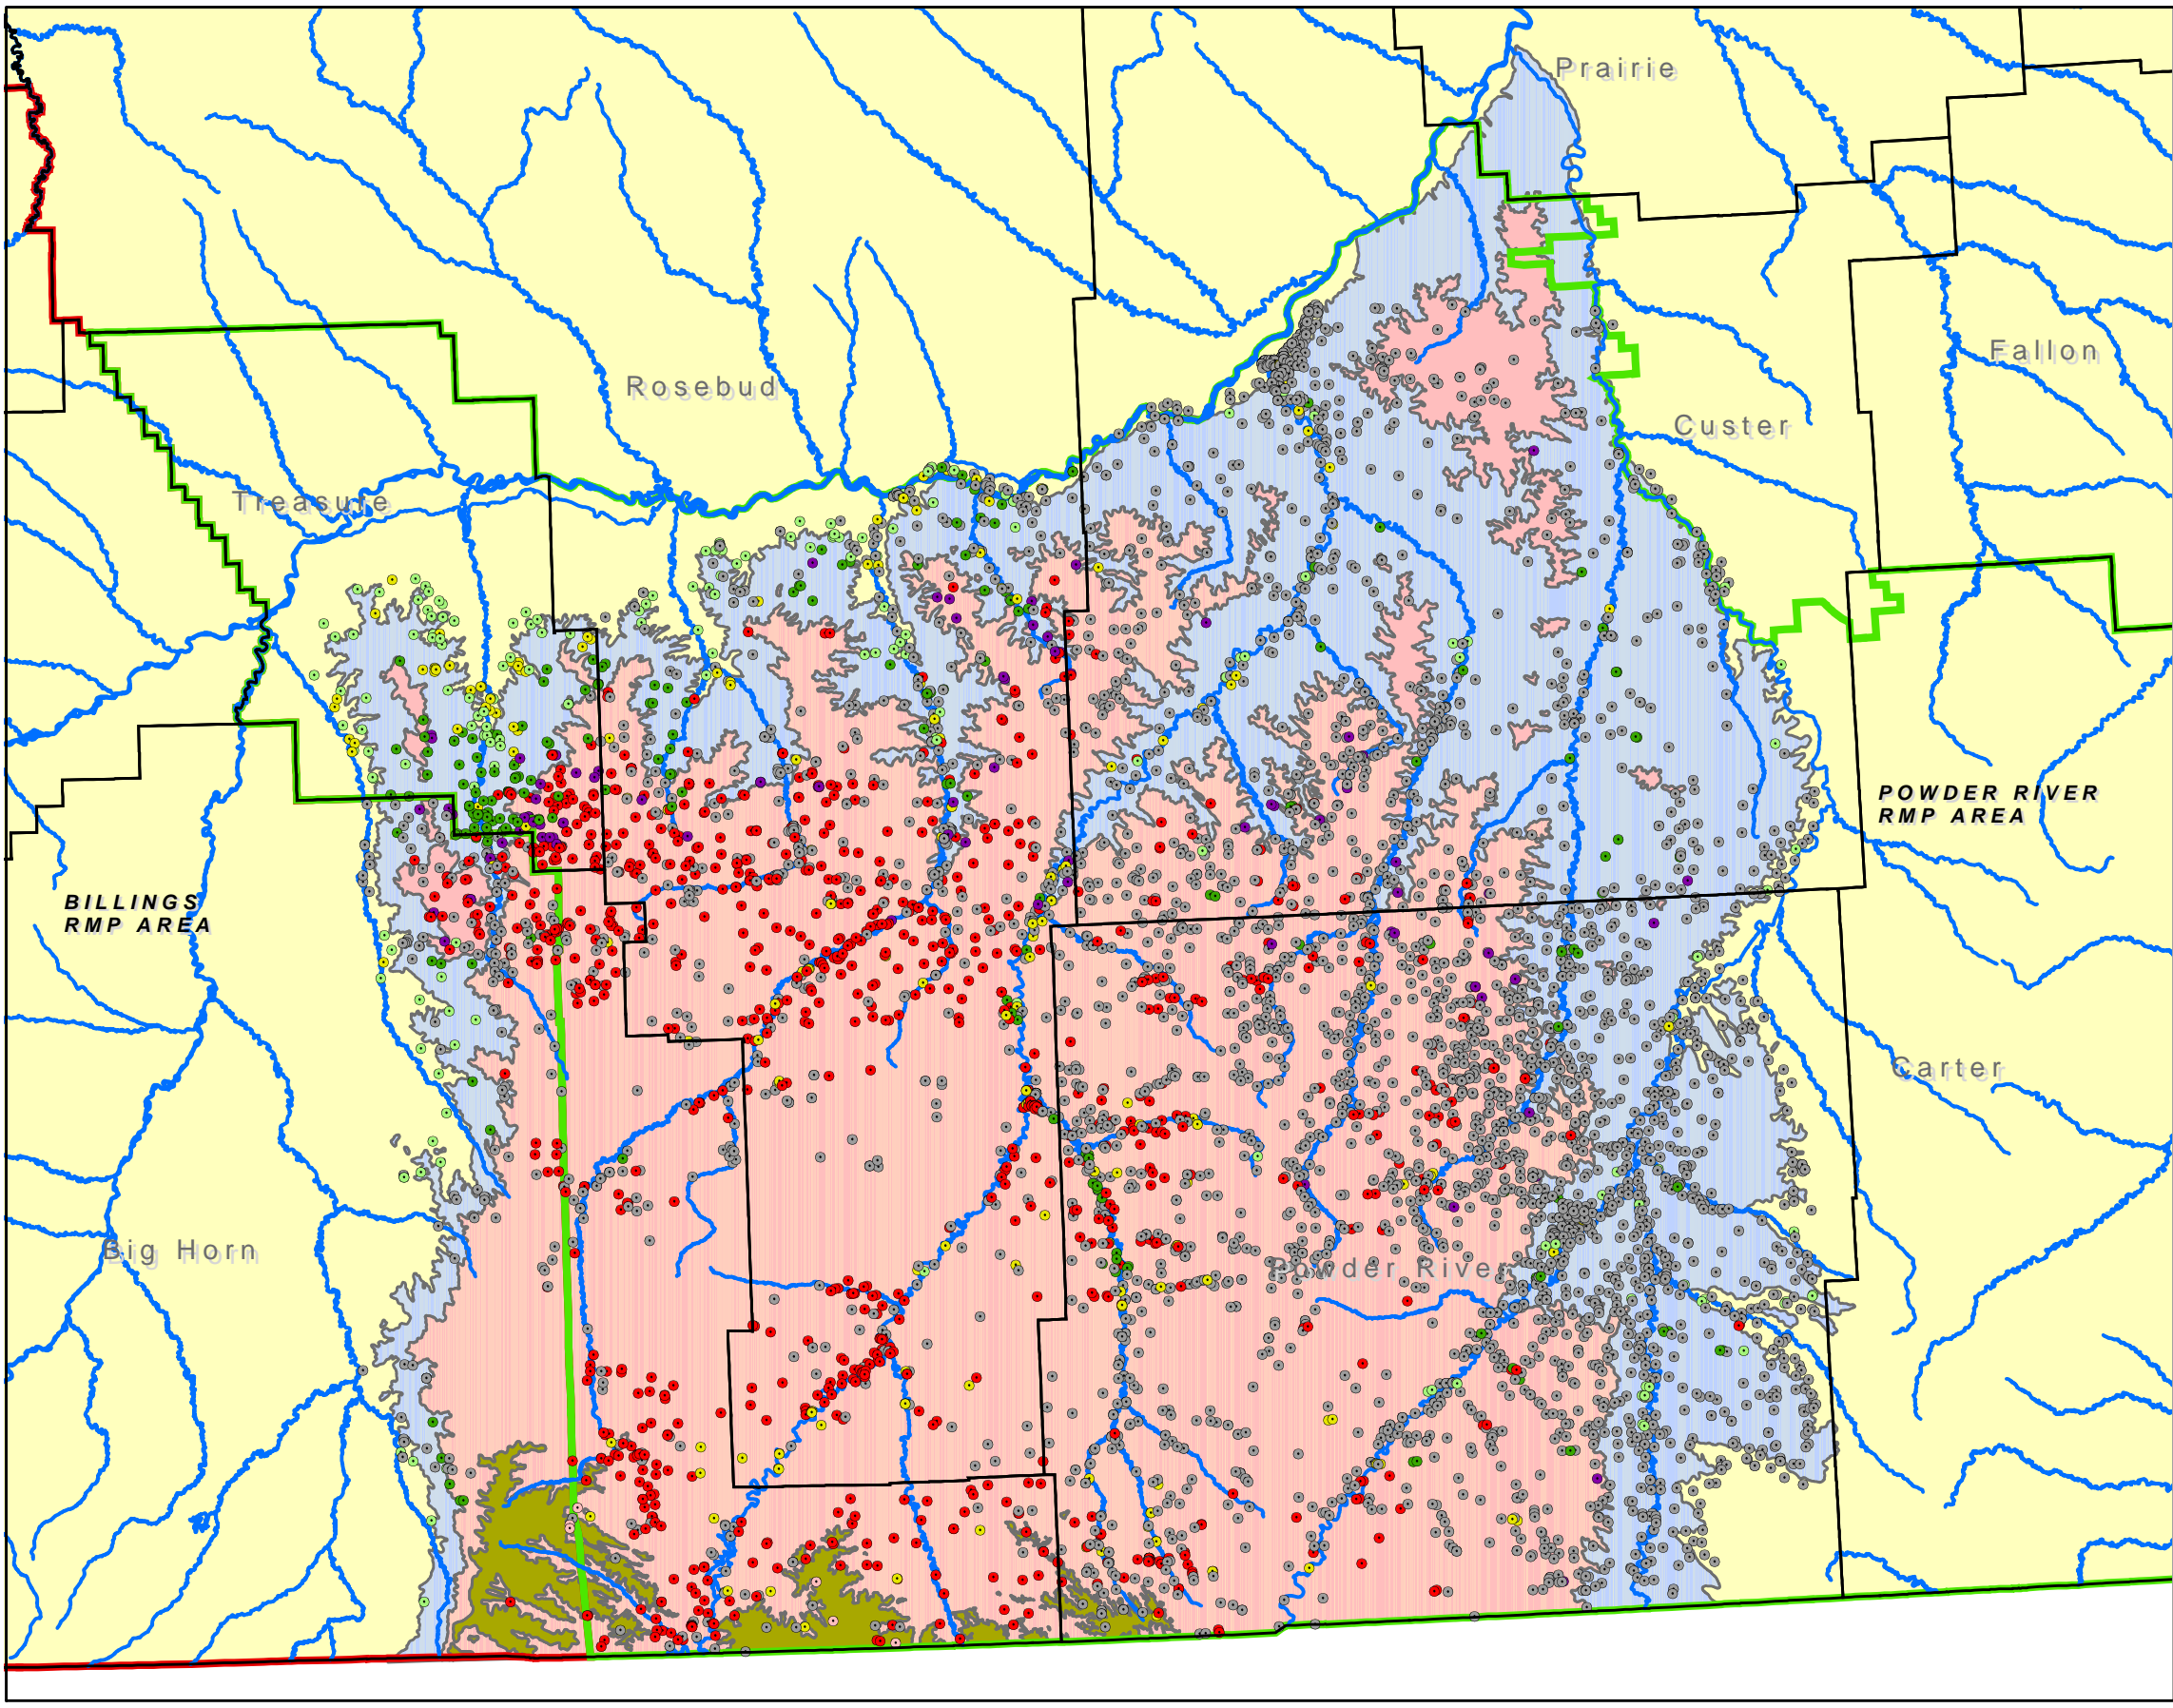 Prairie
Fallon
Rosebud
Custer
Treasure
POWDER RIVER
RMP AREA
BILLINGS
RMP AREA
Carter
Big Horn
Powder River